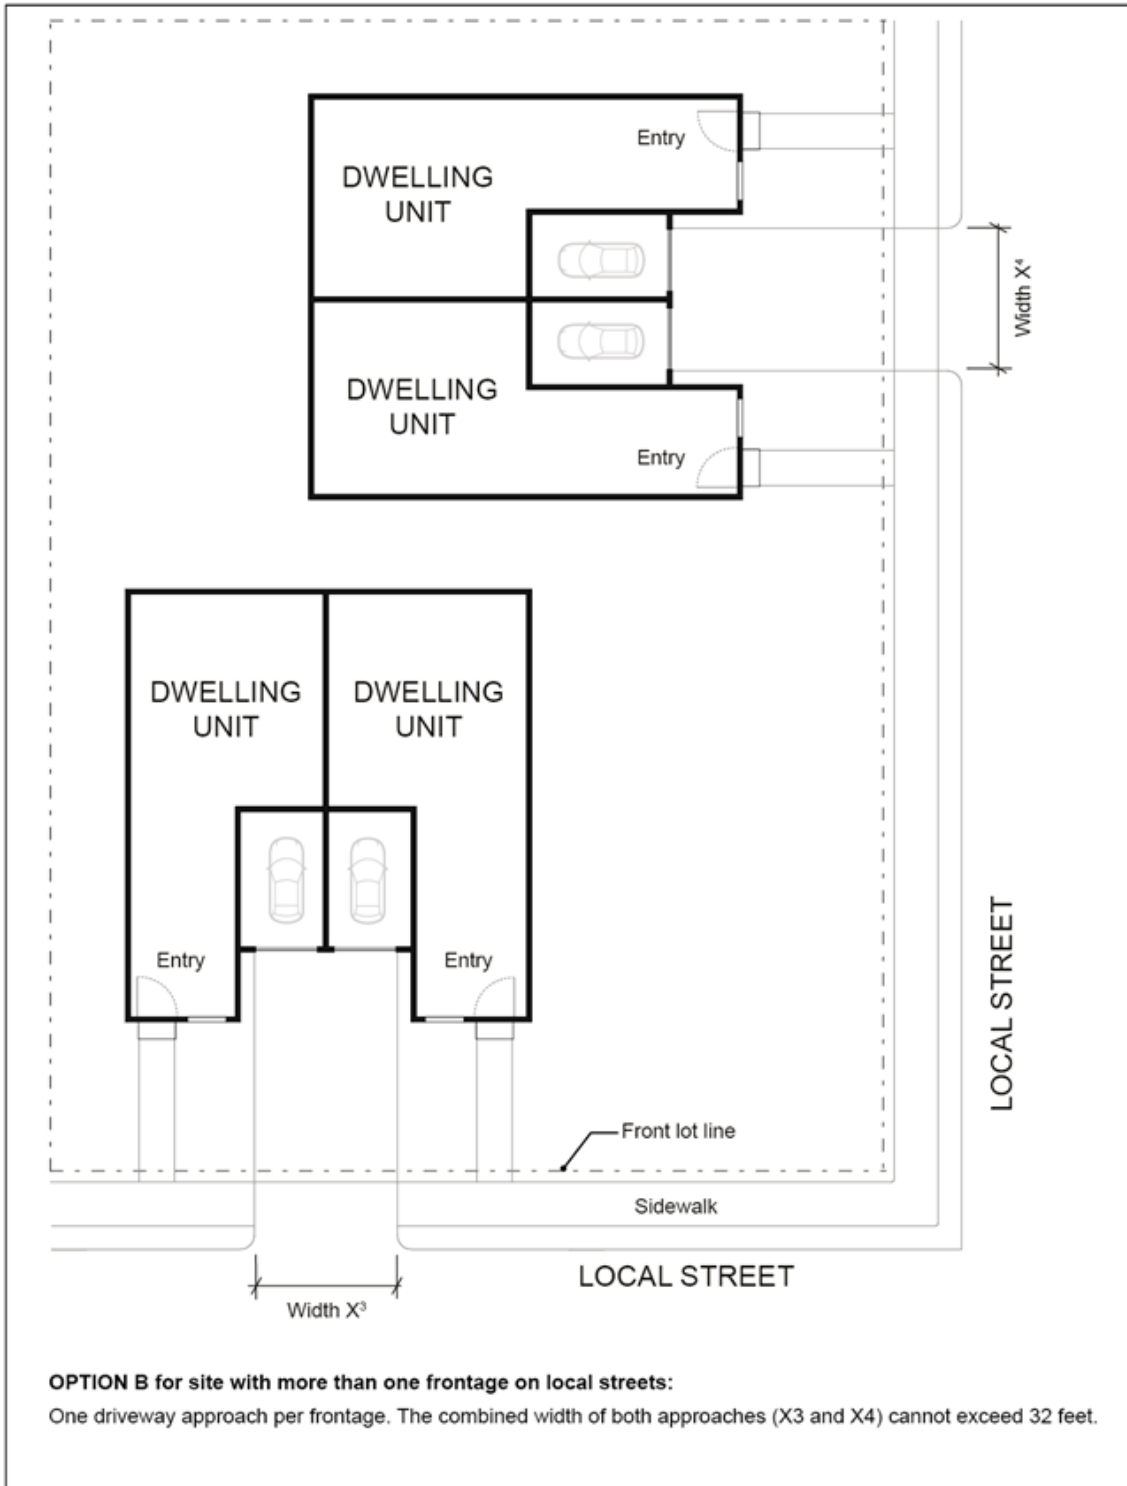 Entry
DWELLING
UNIT
Width X⁴
DWELLING
UNIT
Entry
DWELLING
UNIT
DWELLING
UNIT
Entry
Entry
LOCAL STREET
Front lot line
Sidewalk
LOCAL STREET
Width X³
OPTION B for site with more than one frontage on local streets:
One driveway approach per frontage. The combined width of both approaches (X3 and X4) cannot exceed 32 feet.